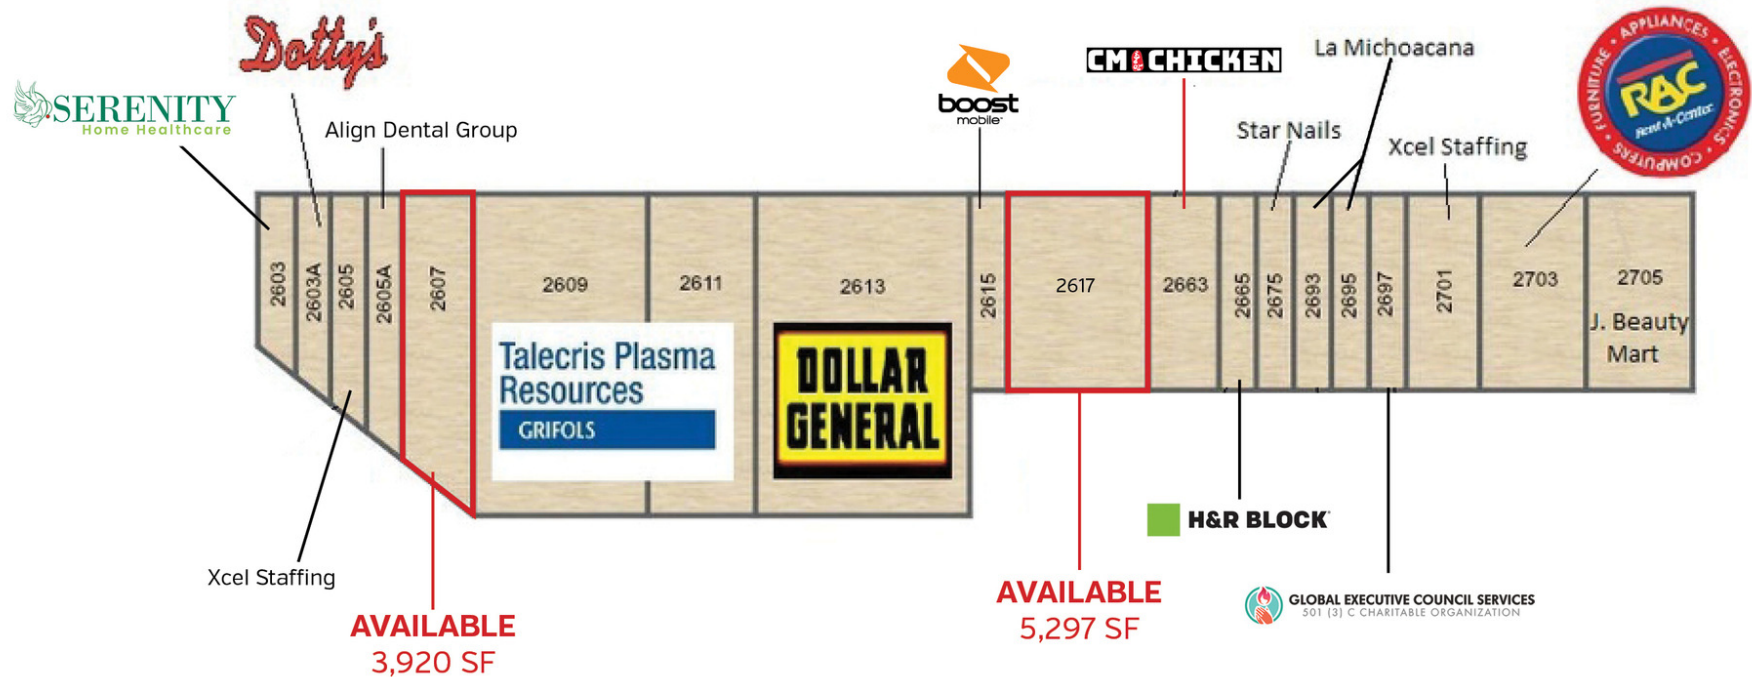 Dotty's
SERENITY
Home Healthcare
Align Dental Group
boost
mobile
CM CHICKEN
La Michoacana
Star Nails
Xcel Staffing
FURNITURE • APPLIANCES • ELECTRONICS • COMPUTERS •
RAC
Rent-A-Center
2603
2603A
2605
2605A
2607
2609
2611
2613
2615
2617
2663
2665
2675
2693
2695
2697
2701
2703
2705
J. Beauty
Mart
Talecris Plasma
Resources
GRIFOLS
DOLLAR
GENERAL
H&R BLOCK
Xcel Staffing
AVAILABLE
3,920 SF
AVAILABLE
5,297 SF
GLOBAL EXECUTIVE COUNCIL SERVICES
501 (3) C CHARITABLE ORGANIZATION